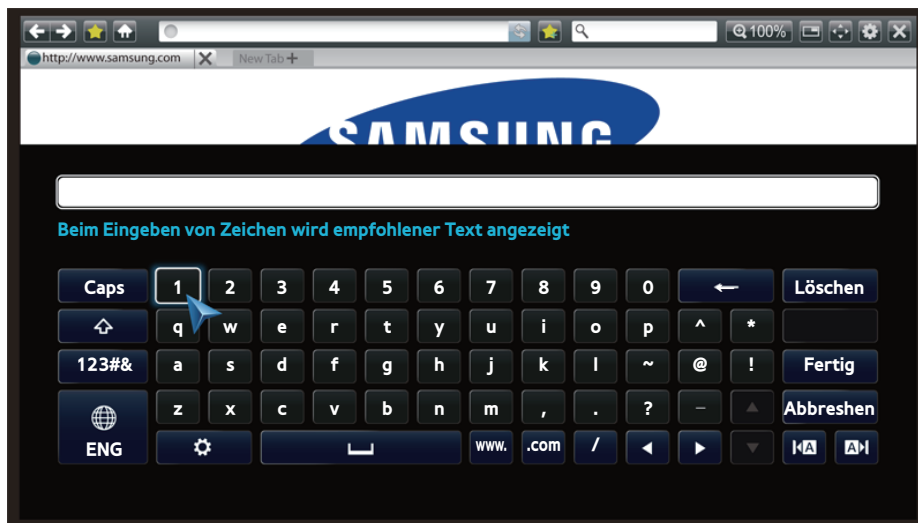 100%
http://www.samsung.com New Tab +
SAMSUNG
Beim Eingeben von Zeichen wird empfohlener Text angezeigt
Caps 1 2 3 4 5 6 7 8 9 0 Löschen
q w e r t y u i o p ^ *
123#& a s d f g h j k l ~ @ ! Fertig
z x c v b n m , . ? – Abbreshen
ENG www. .com / A A